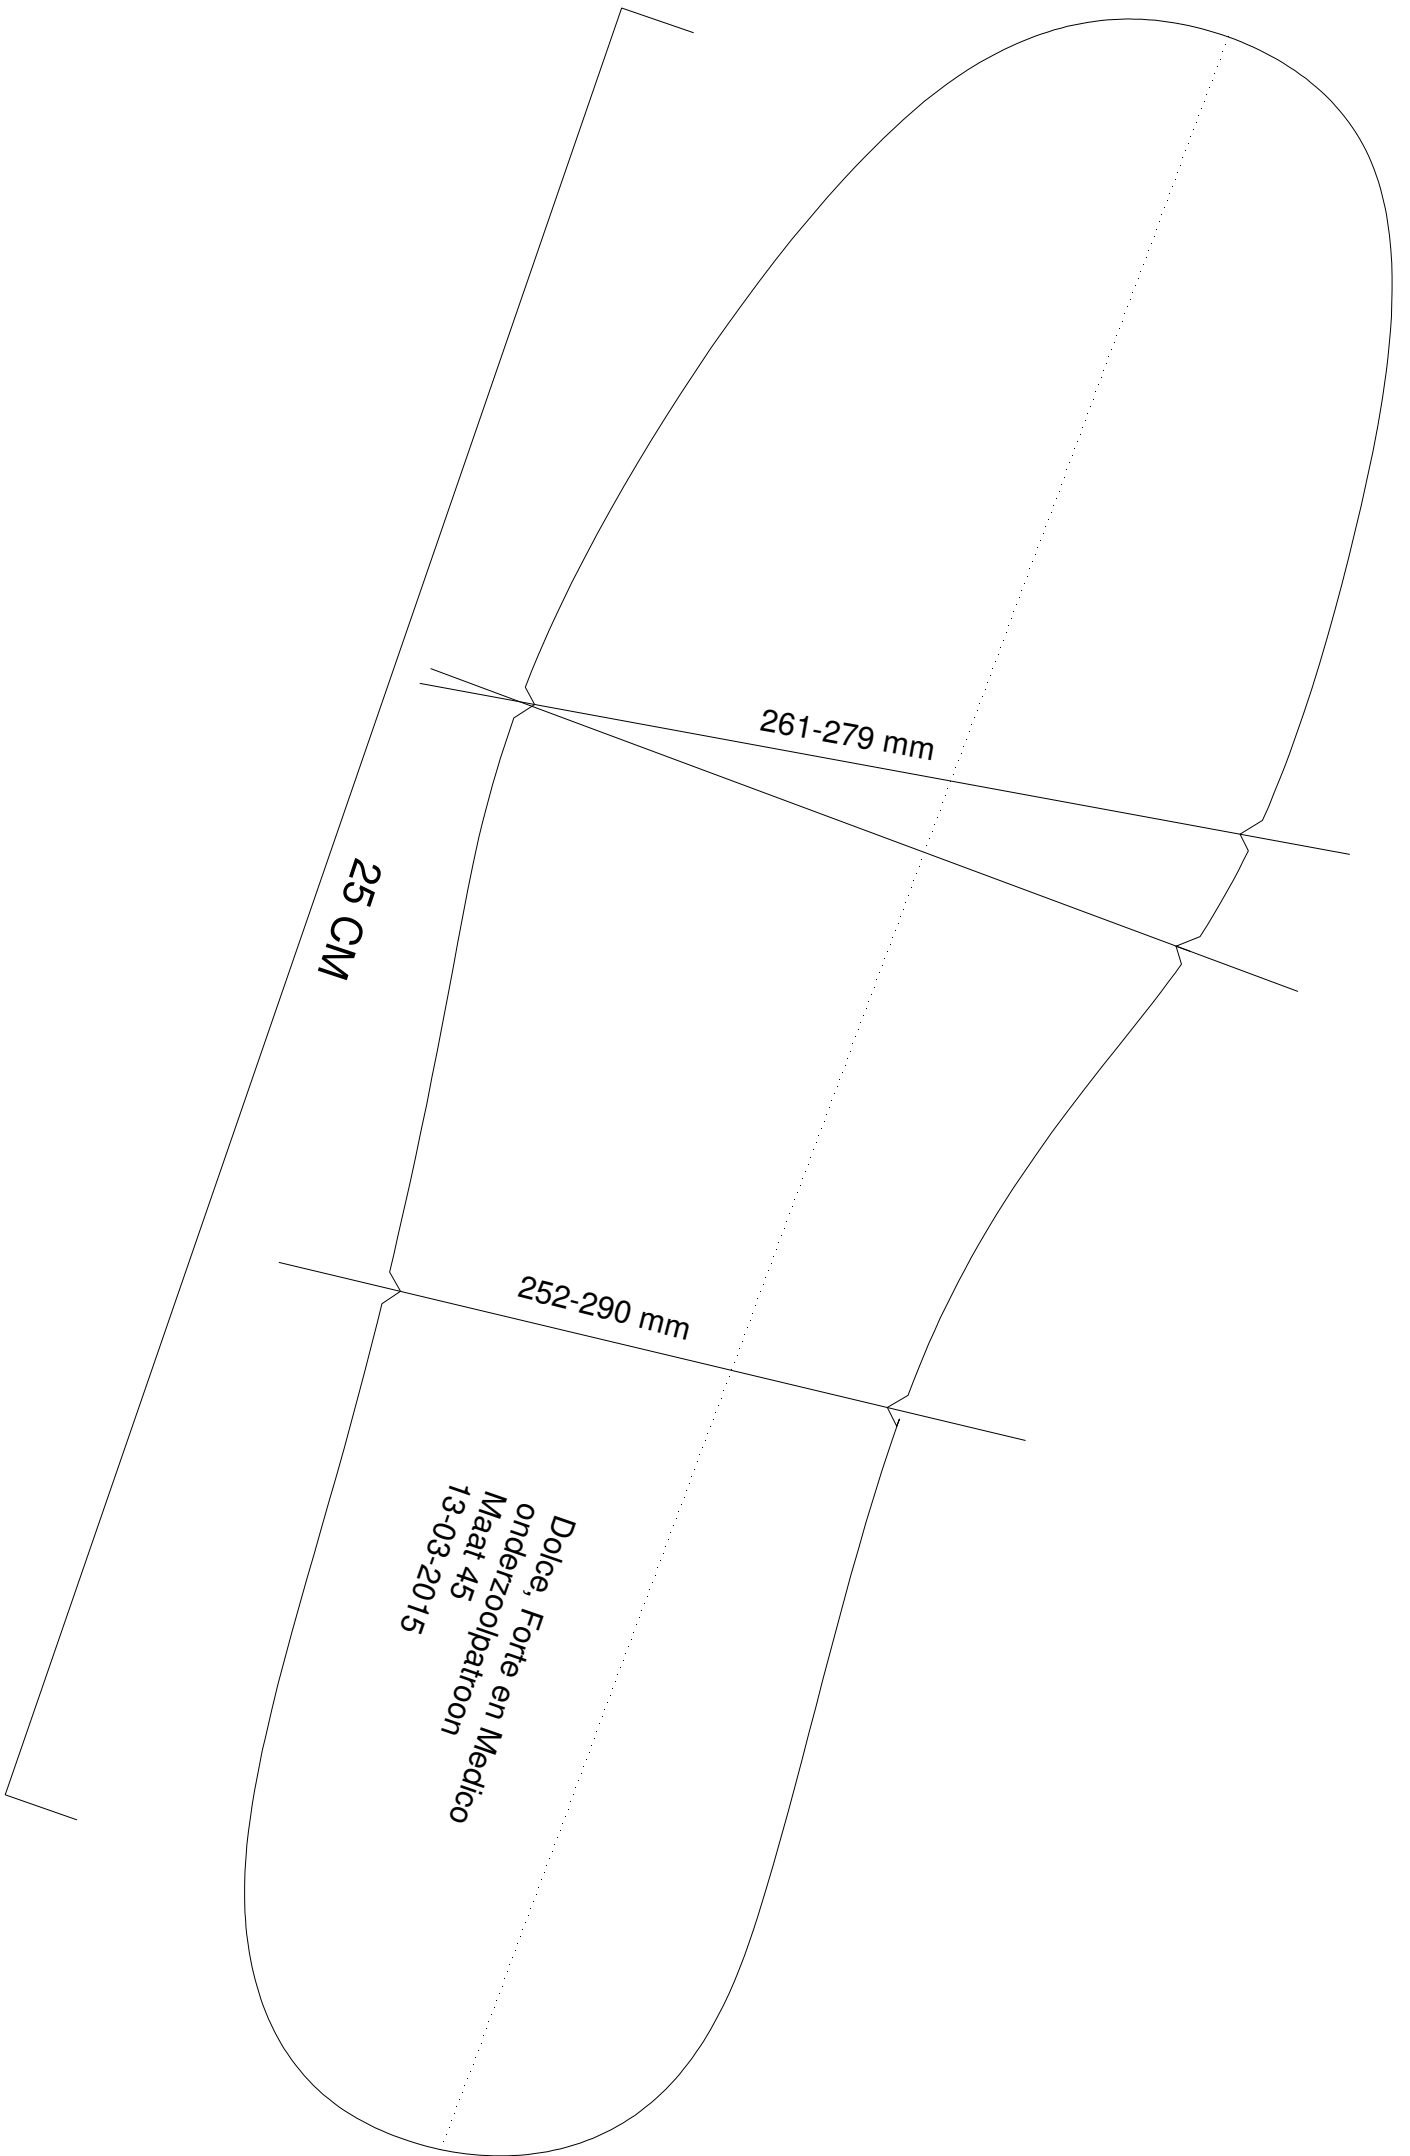 261-279 mm
25 CM
252-290 mm
Dolce, Forte en Medico
onderzoolpatroon
Maat 45
13-03-2015